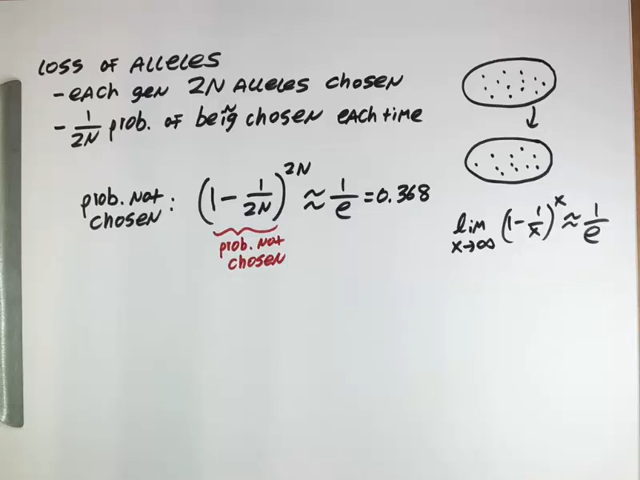 LOSS OF ALLELES
- EACH GEN 2N ALLELES CHOSEN
- 1/2N PROB. OF BEING CHOSEN EACH TIME
PROB. NOT CHOSEN: (1 - 1/2N)^2N ≈ 1/e = 0.368
PROB. NOT
CHOSEN
lim x→∞ (1 - 1/x)^x ≈ 1/e